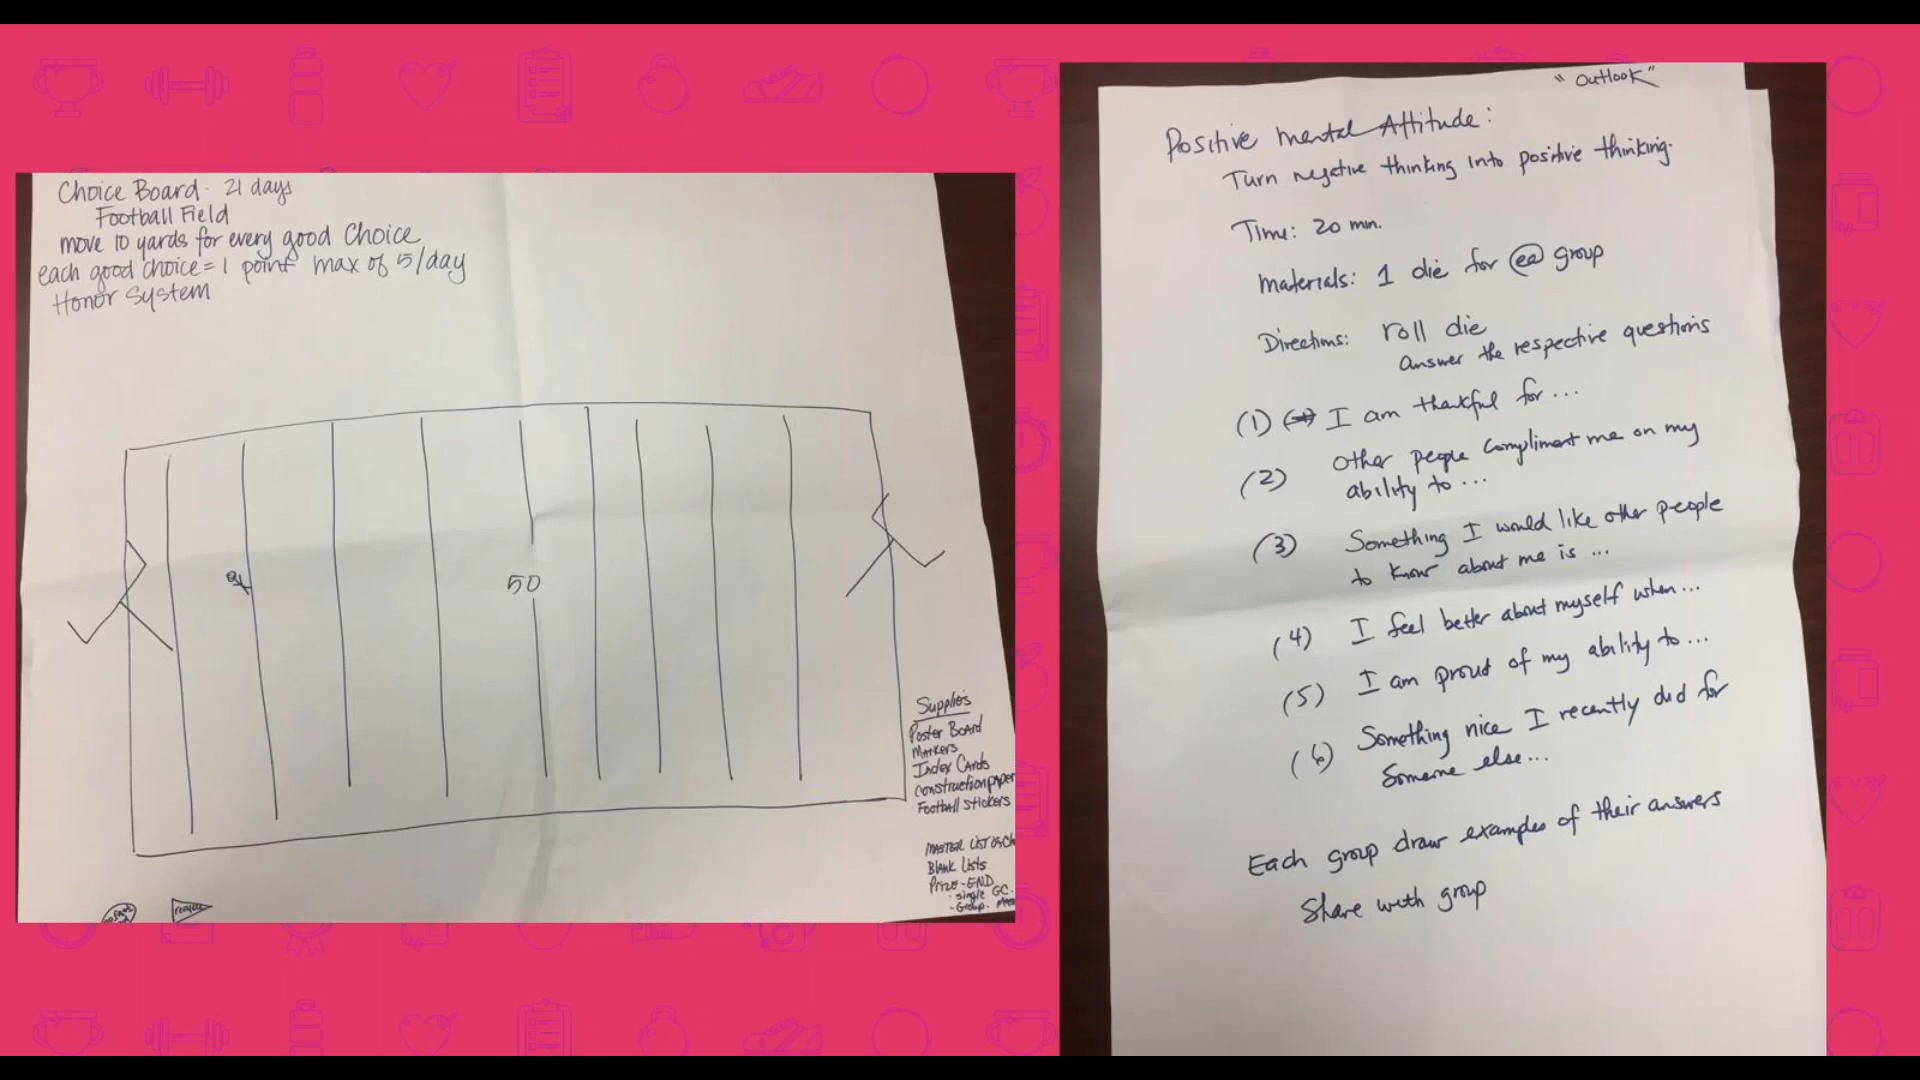 Choice Board - 21 days
Football Field
move 10 yards for every good Choice
each good choice = 1 point max of 5/day
Honor System
50
Supplies
Poster Board
Markers
Index Cards
construction paper
Football stickers
MASTER LIST OF
Blank Lists
Prize - END
- single GC.
- Group.
"Outlook"
Positive Mental Attitude:
Turn negative thinking into positive thinking.
Time: 20 min.
Materials: 1 die for ea group
Directions: roll die
Answer the respective questions
(1) I am thankful for...
(2) Other people compliment me on my
ability to...
(3) Something I would like other people
to know about me is ...
(4) I feel better about myself when...
(5) I am proud of my ability to...
(6) Something nice I recently did for
Someone else...
Each group draw examples of their answers
Share with group